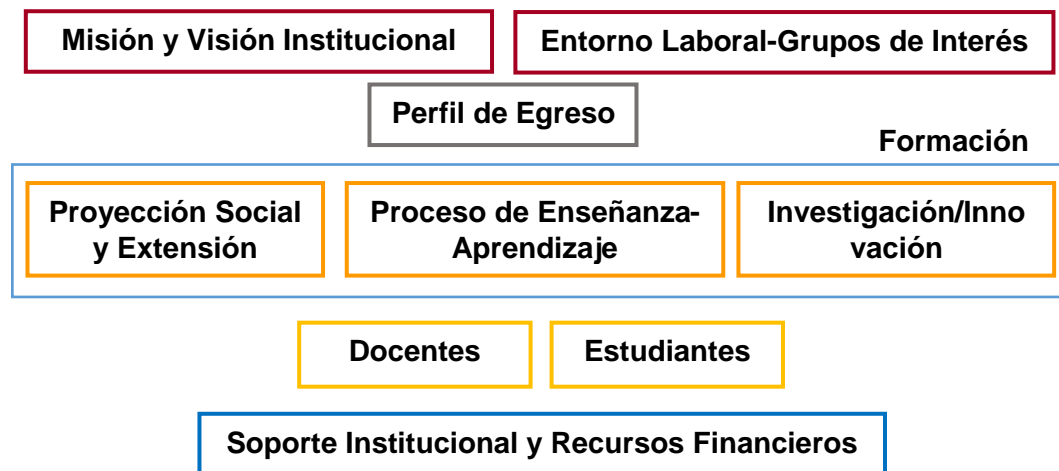 Misión y Visión Institucional
Entorno Laboral-Grupos de Interés
Perfil de Egreso
Formación
Proyección Social
y Extensión
Proceso de Enseñanza-
Aprendizaje
Investigación/Inno
vación
Docentes
Estudiantes
Soporte Institucional y Recursos Financieros